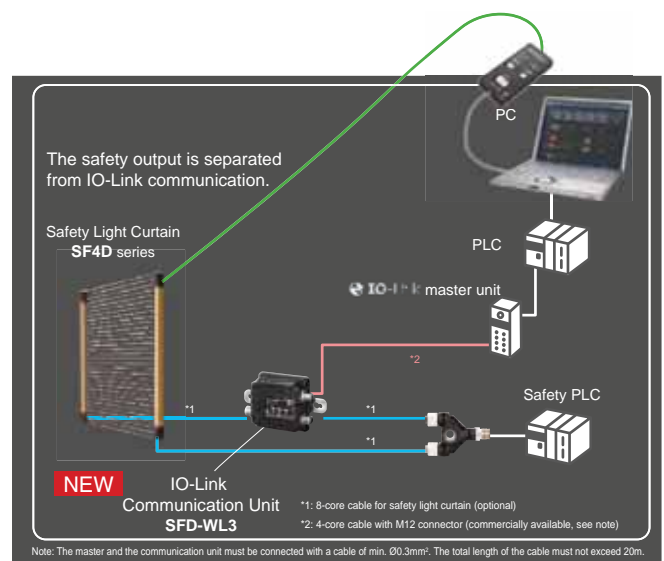 PC
The safety output is separated
from IO-Link communication.
Safety Light Curtain
SF4D series
PLC
IO-Link master unit
*2
*1
*1
*1
Safety PLC
NEW
IO-Link
Communication Unit
SFD-WL3
*1: 8-core cable for safety light curtain (optional)
*2: 4-core cable with M12 connector (commercially available, see note)
Note: The master and the communication unit must be connected with a cable of min. Ø0.3mm². The total length of the cable must not exceed 20m.